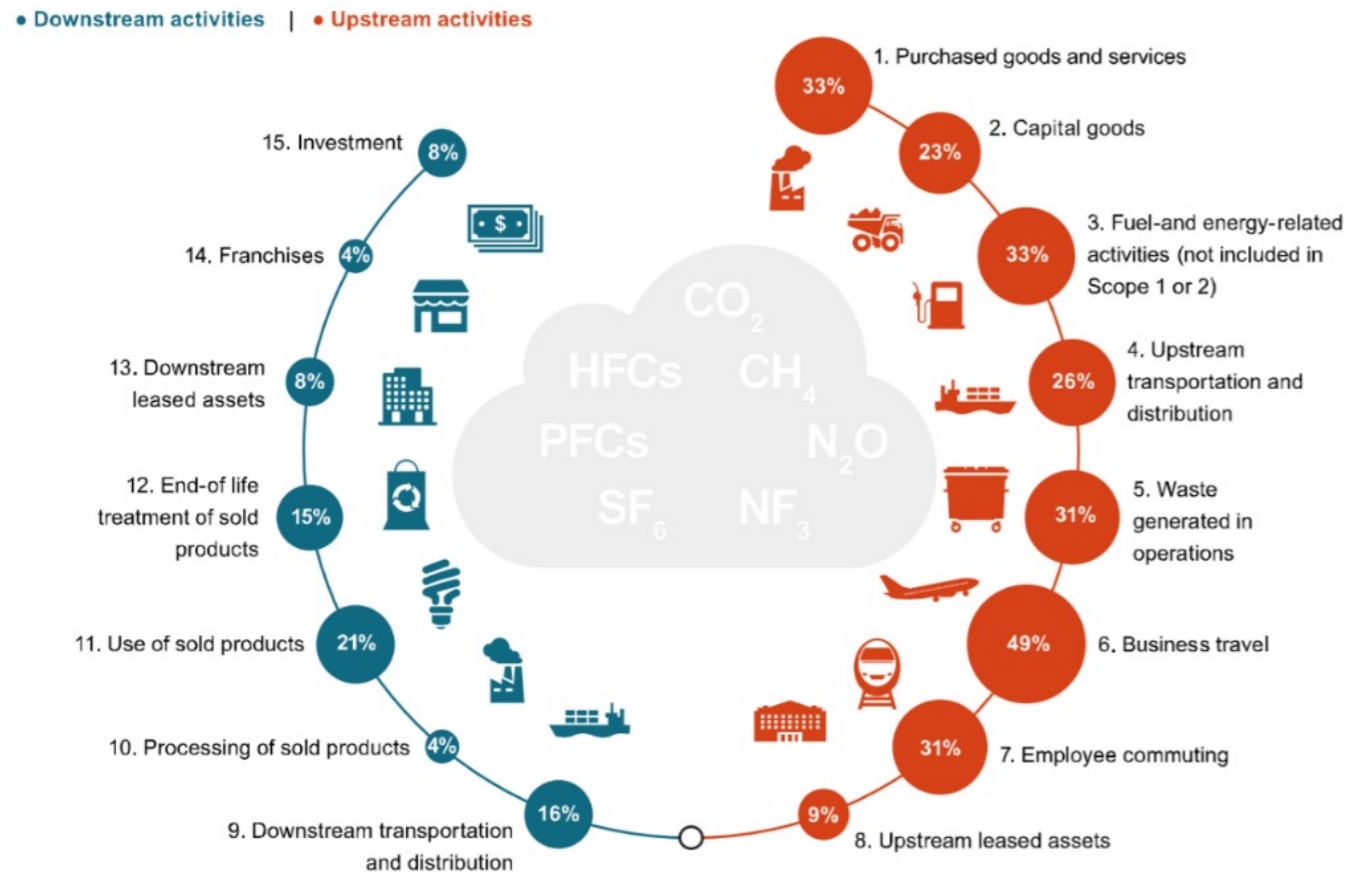 • Downstream activities | • Upstream activities
33%
1. Purchased goods and services
23%
2. Capital goods
33%
3. Fuel-and energy-related
activities (not included in
Scope 1 or 2)
26%
4. Upstream
transportation and
distribution
31%
5. Waste
generated in
operations
49%
6. Business travel
31%
7. Employee commuting
9%
8. Upstream leased assets
16%
9. Downstream transportation
and distribution
4%
10. Processing of sold products
21%
11. Use of sold products
15%
12. End-of life
treatment of sold
products
8%
13. Downstream
leased assets
4%
14. Franchises
8%
15. Investment
$
CO₂
HFCs CH₄
PFCs N₂O
SF₆ NF₃